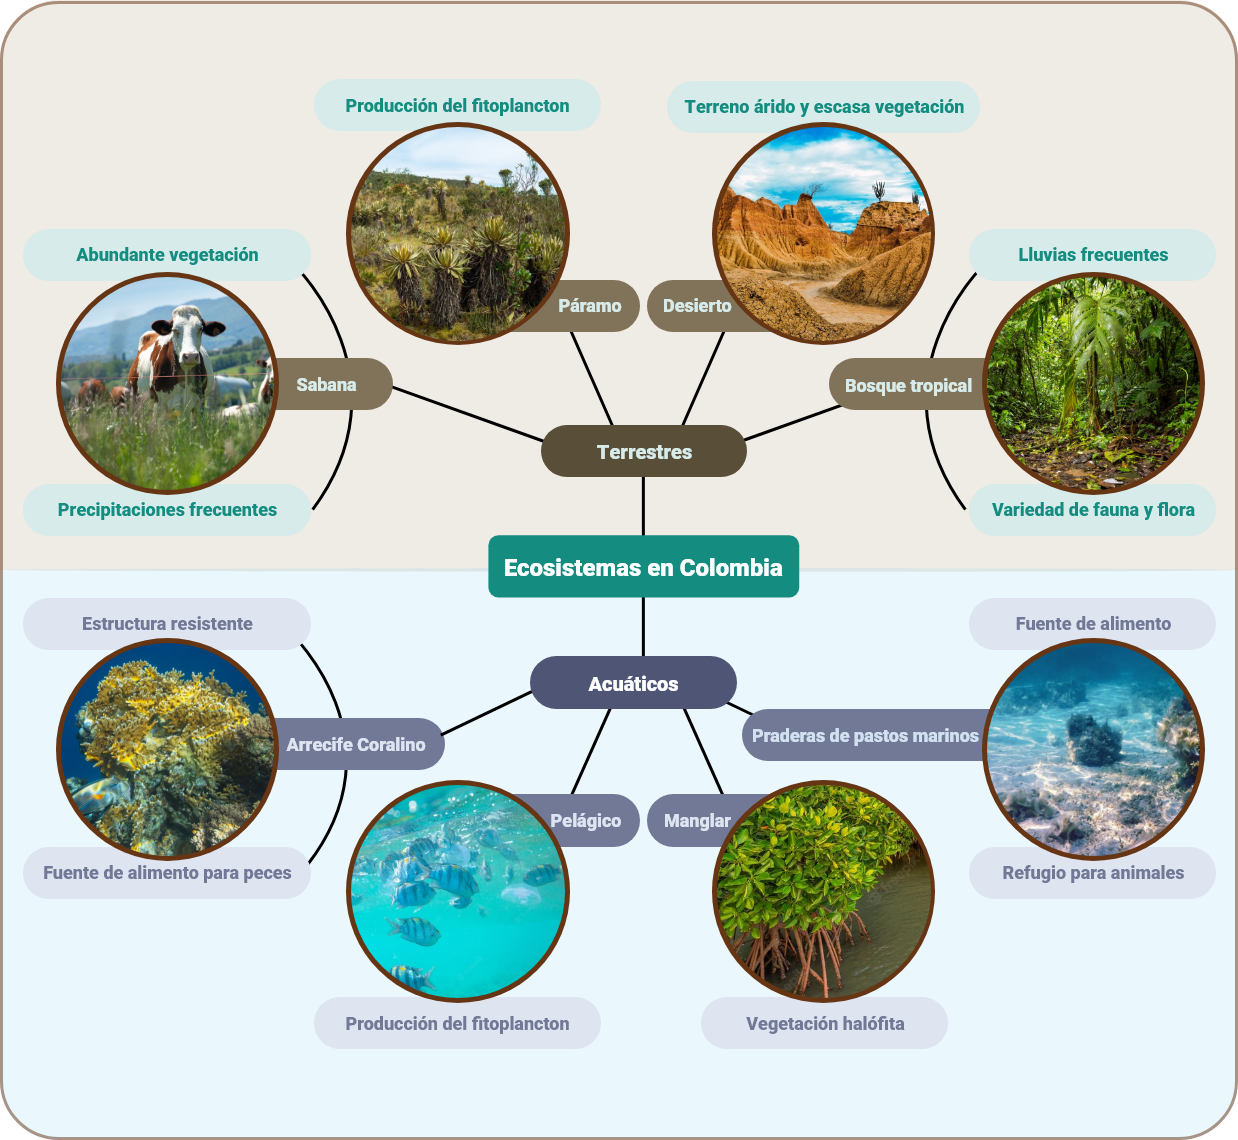 Producción del fitoplancton
Terreno árido y escasa vegetación
Abundante vegetación
Lluvias frecuentes
Páramo
Desierto
Sabana
Bosque tropical
Terrestres
Precipitaciones frecuentes
Variedad de fauna y flora
Ecosistemas en Colombia
Estructura resistente
Fuente de alimento
Acuáticos
Arrecife Coralino
Praderas de pastos marinos
Pelágico
Manglar
Fuente de alimento para peces
Refugio para animales
Producción del fitoplancton
Vegetación halófita